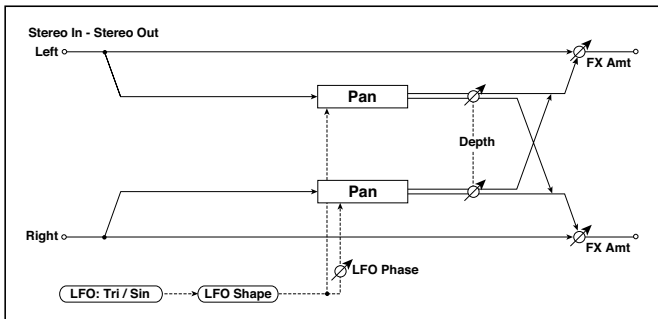 Stereo In - Stereo Out
Left
FX Amt
Pan
Depth
Pan
Right
FX Amt
LFO Phase
LFO: Tri / Sin
LFO Shape